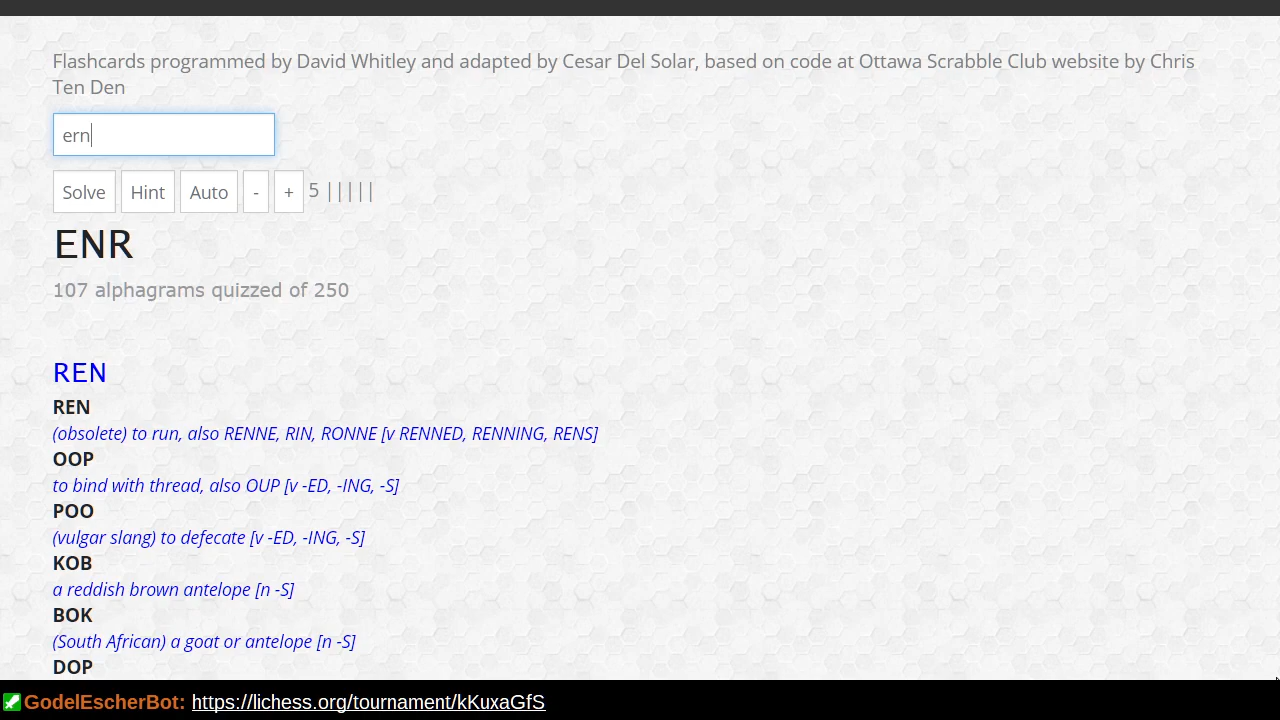 Flashcards programmed by David Whitley and adapted by Cesar Del Solar, based on code at Ottawa Scrabble Club website by Chris
Ten Den
ern
Solve Hint Auto - + 5 |||||
ENR
107 alphagrams quizzed of 250
REN
REN
(obsolete) to run, also RENNE, RIN, RONNE [v RENNED, RENNING, RENS]
OOP
to bind with thread, also OUP [v -ED, -ING, -S]
POO
(vulgar slang) to defecate [v -ED, -ING, -S]
KOB
a reddish brown antelope [n -S]
BOK
(South African) a goat or antelope [n -S]
DOP
GodelEscherBot: https://lichess.org/tournament/kKuxaGfS